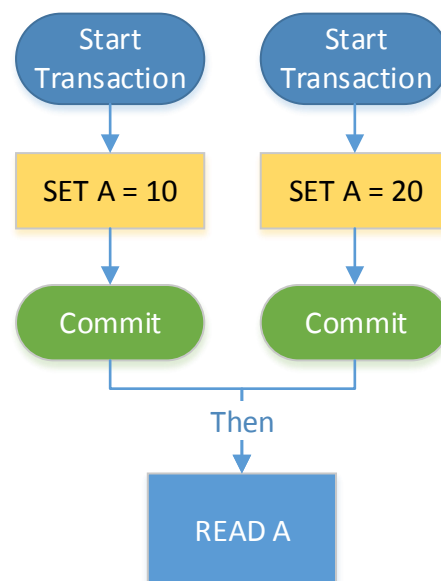 Start
Transaction
Start
Transaction
SET A = 10
SET A = 20
Commit
Commit
Then
READ A